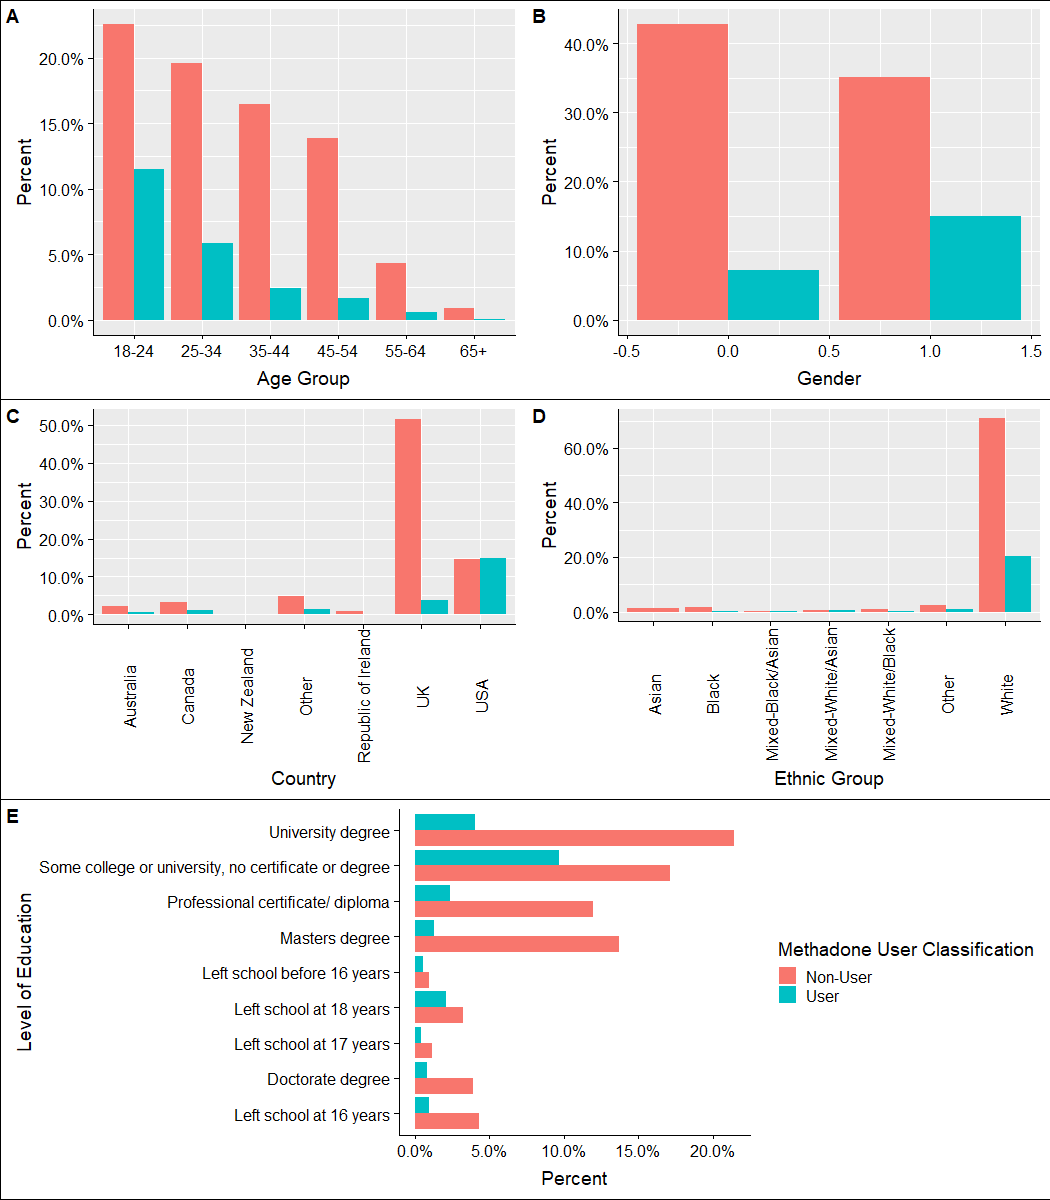 A
Percent
20.0%
15.0%
10.0%
5.0%
0.0%
18-24 25-34 35-44 45-54 55-64 65+
Age Group
B
Percent
40.0%
30.0%
20.0%
10.0%
0.0%
-0.5 0.0 0.5 1.0 1.5
Gender
C
Percent
50.0%
40.0%
30.0%
20.0%
10.0%
0.0%
Australia
Canada
New Zealand
Other
Republic of Ireland
UK
USA
Country
D
Percent
60.0%
40.0%
20.0%
0.0%
Asian
Black
Mixed-Black/Asian
Mixed-White/Asian
Mixed-White/Black
Other
White
Ethnic Group
E
Level of Education
University degree
Some college or university, no certificate or degree
Professional certificate/ diploma
Masters degree
Left school before 16 years
Left school at 18 years
Left school at 17 years
Doctorate degree
Left school at 16 years
0.0% 5.0% 10.0% 15.0% 20.0%
Percent
Methadone User Classification
Non-User
User